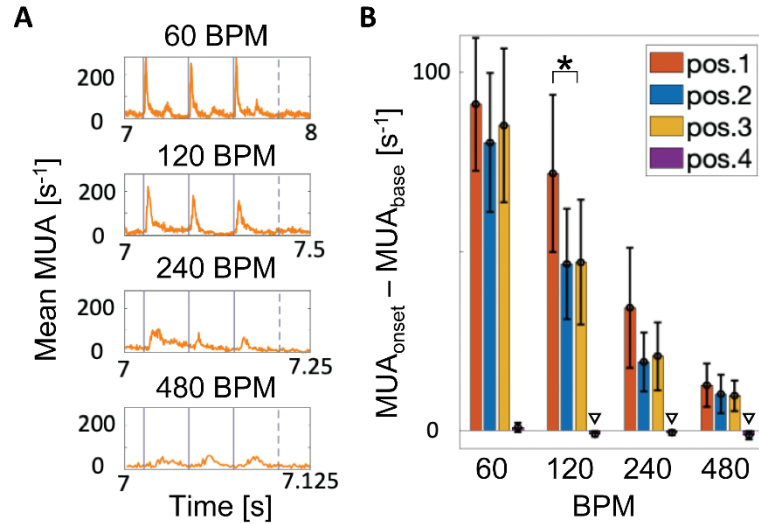 A
60 BPM
200
0
7 8
120 BPM
200
0
7 7.5
240 BPM
200
0
7 7.25
480 BPM
200
0
7 7.125
Time [s]
Mean MUA [s⁻¹]
B
MUAonset – MUAbase [s⁻¹]
100
0
*
pos.1
pos.2
pos.3
pos.4
60 120 240 480
BPM